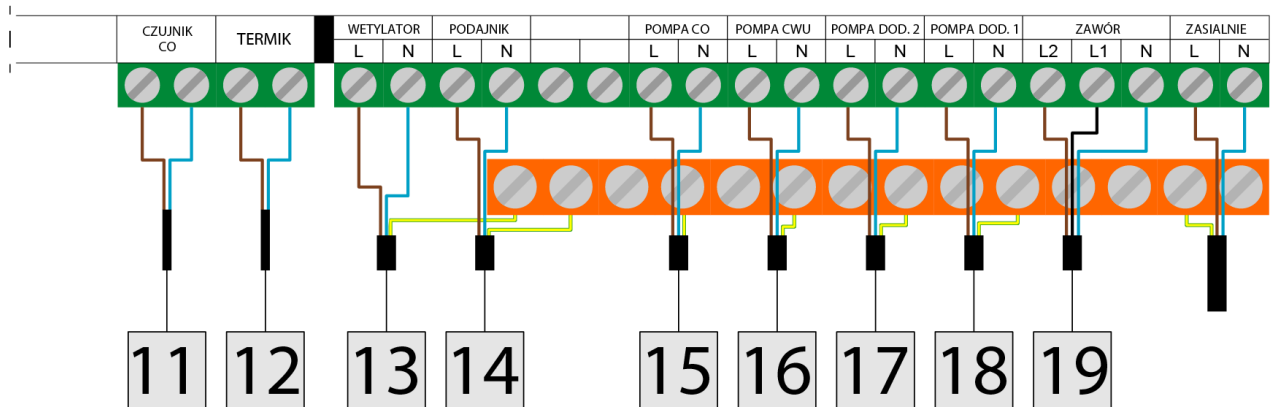 CZUJNIK
CO
TERMIK
WETYLATOR
PODAJNIK
POMPA CO
POMPA CWU
POMPA DOD. 2
POMPA DOD. 1
ZAWÓR
ZASIALNIE
L N L N L N L N L N L N L2 L1 N L N
11 12 13 14 15 16 17 18 19